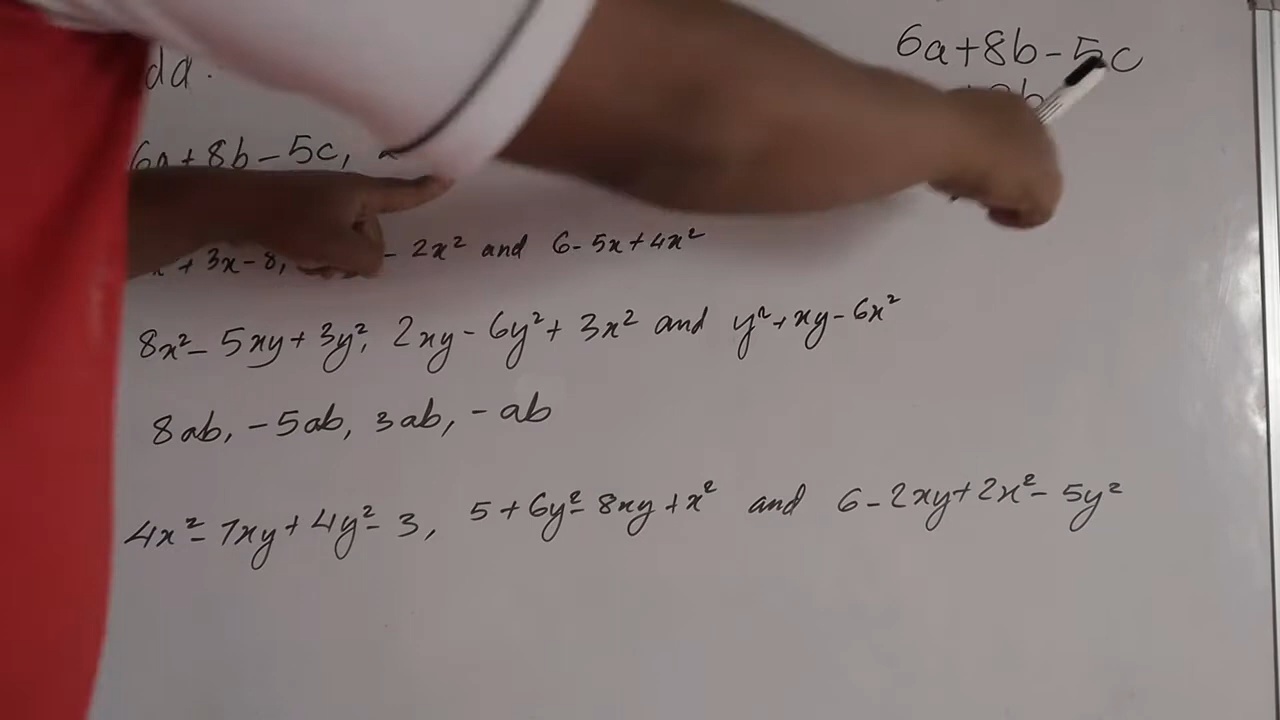 dd.
6a + 8b - 5c,
+ 3x - 8, - 2x² and 6 - 5x + 4x²
8x² - 5xy + 3y², 2xy - 6y² + 3x² and y² + xy - 6x²
8ab, - 5ab, 3ab, - ab
4x² - 7xy + 4y² - 3, 5 + 6y² - 8xy + x² and 6 - 2xy + 2x² - 5y²
6a + 8b - 5c